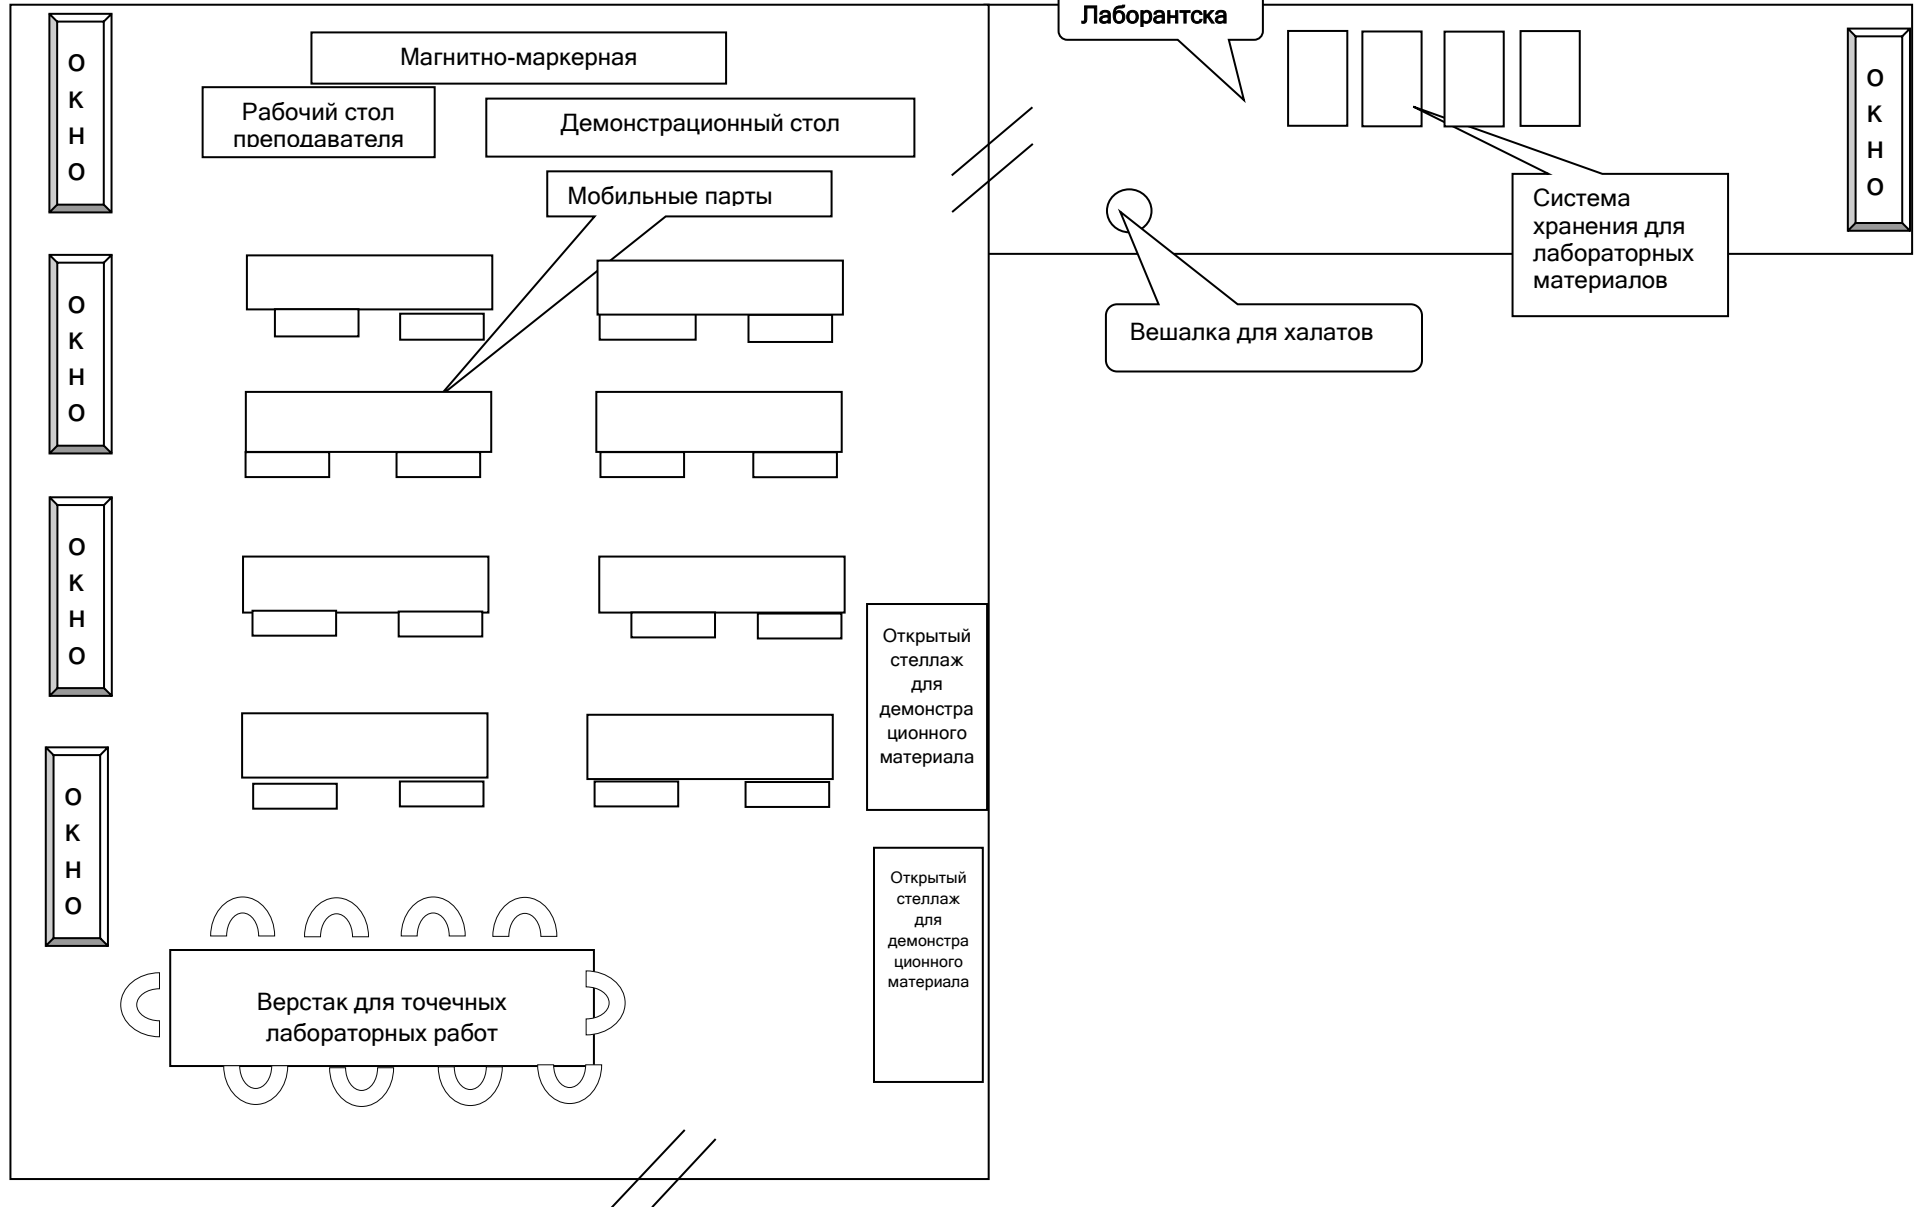 Лаборантска
Магнитно-маркерная
Рабочий стол
преподавателя
Демонстрационный стол
Мобильные парты
О
К
Н
О
О
К
Н
О
О
К
Н
О
О
К
Н
О
О
К
Н
О
Система
хранения для
лабораторных
материалов
Вешалка для халатов
Открытый
стеллаж
для
демонстра
ционного
материала
Открытый
стеллаж
для
демонстра
ционного
материала
Верстак для точечных
лабораторных работ